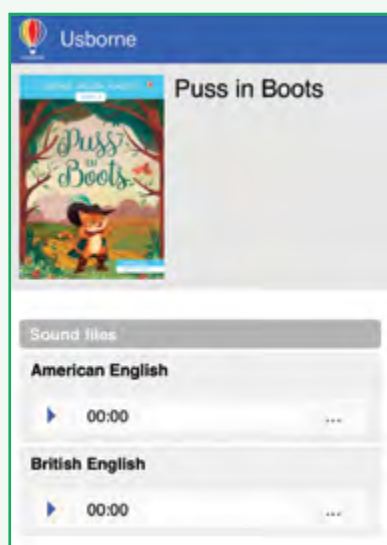 Usborne
Puss in Boots
Puss
in
Boots
Sound files
American English
00:00
...
British English
00:00
...